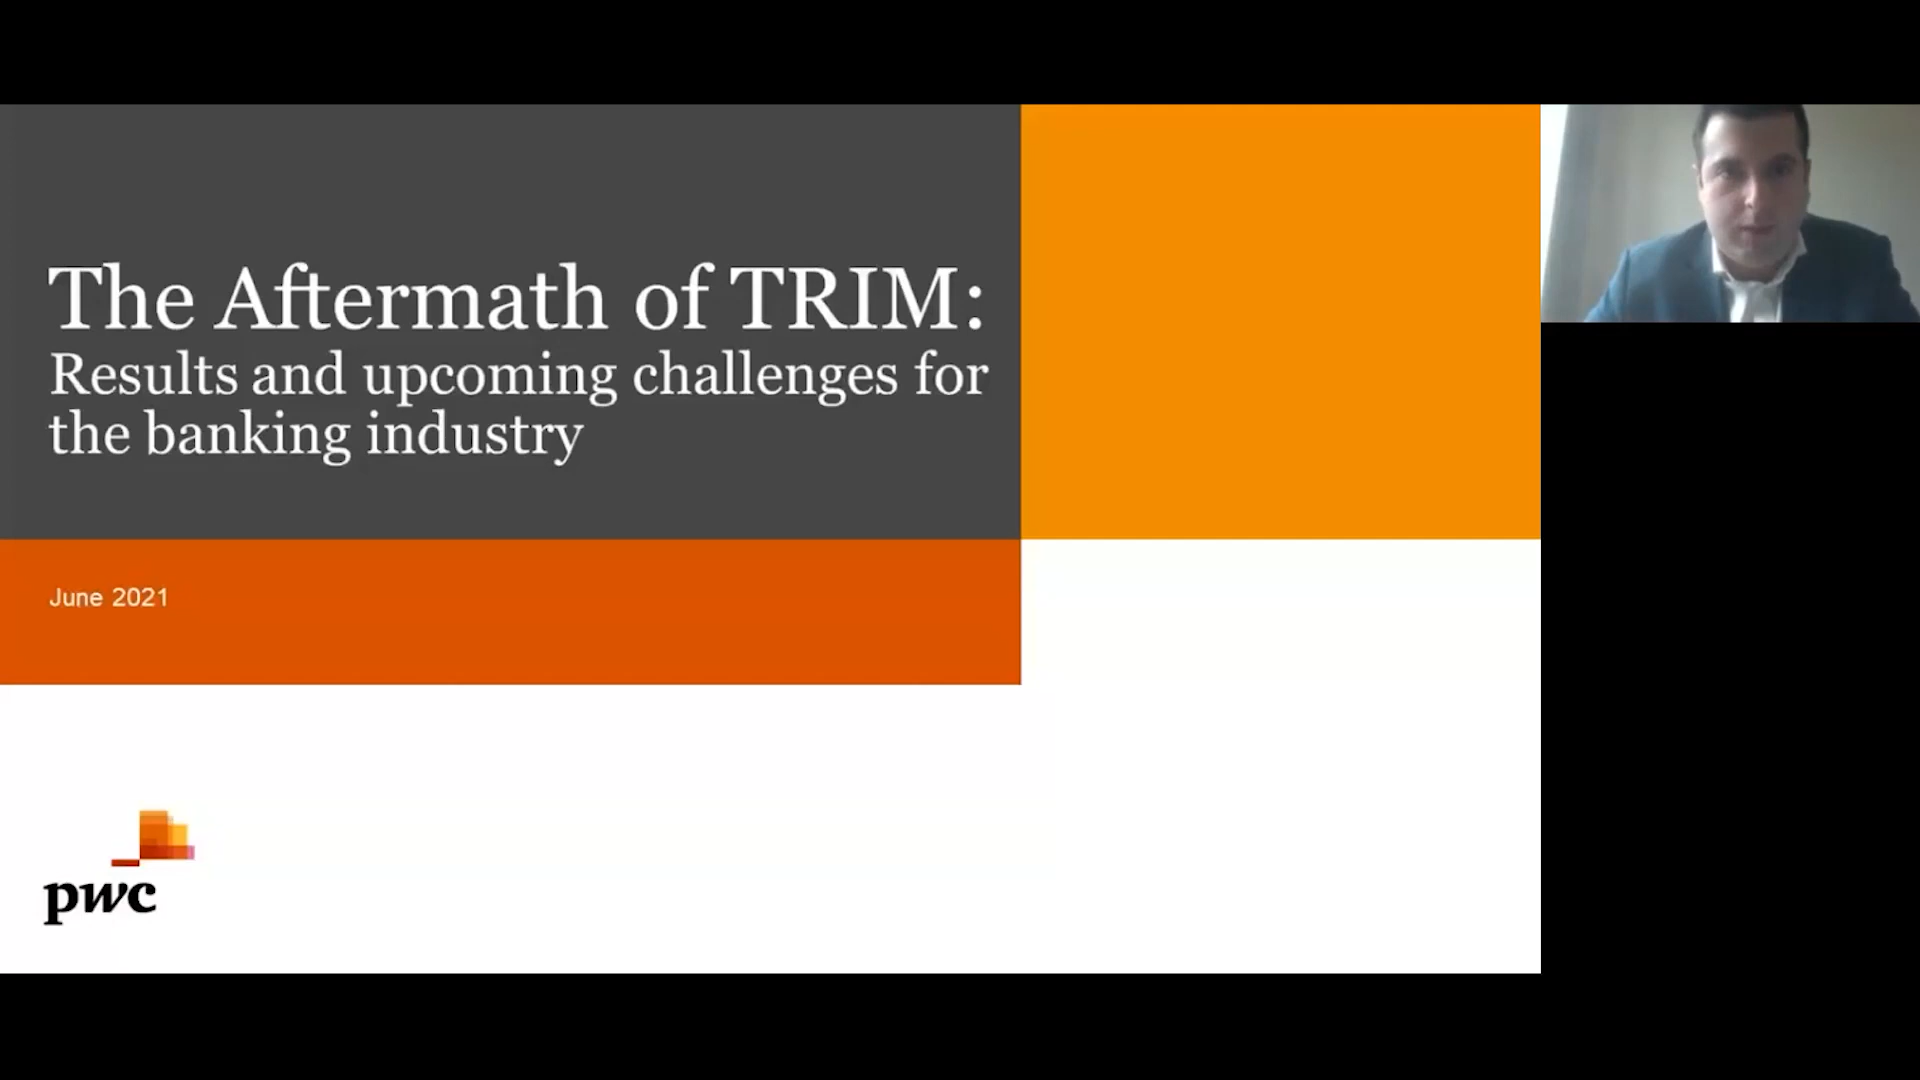 The Aftermath of TRIM:
Results and upcoming challenges for
the banking industry
June 2021
pwc